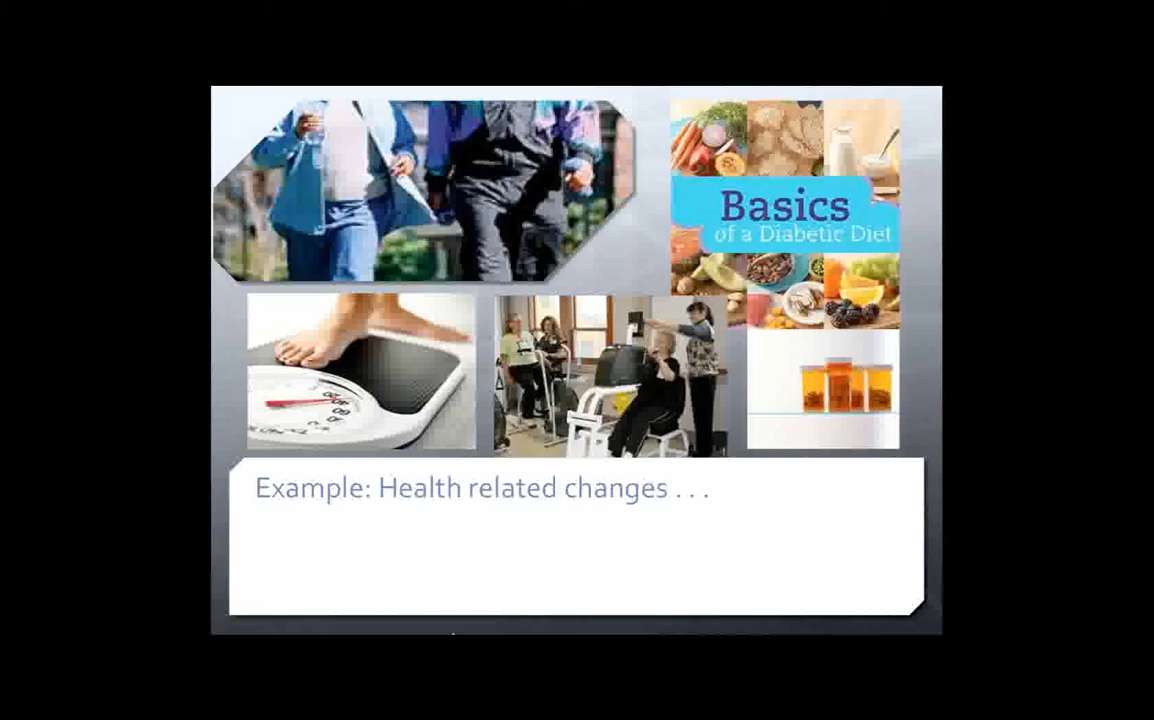 Basics
of a Diabetic Diet
Example: Health related changes . . .